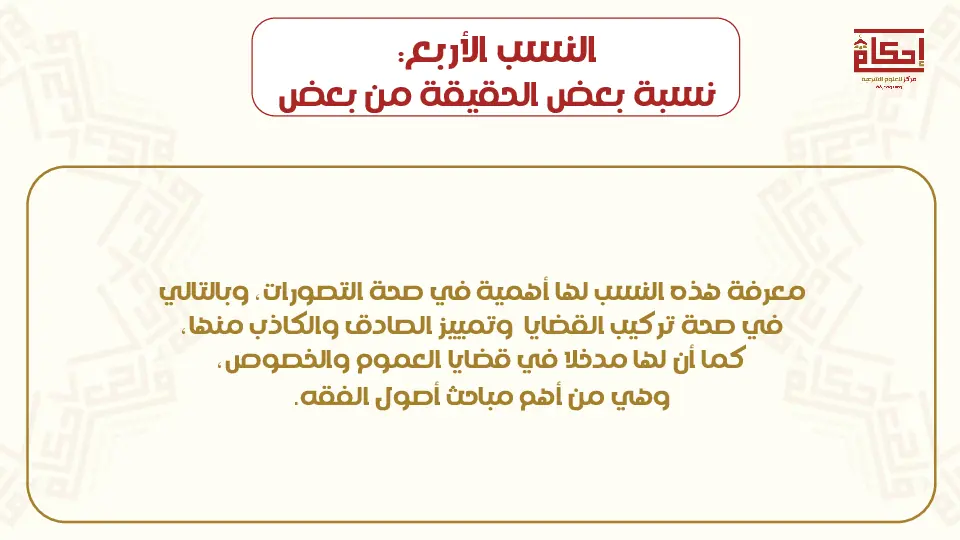 النسب الأربع:
نسبة بعض الحقيقة من بعض
إحكام
مركز للعلوم الشرعية
معرفة هذه النسب لها أهمية في صحة التصورات، وبالتالي
في صحة تركيب القضايا وتمييز الصادق والكاذب منها،
كما أن لها مدخلا في قضايا العموم والخصوص،
وهي من أهم مباحث أصول الفقه.